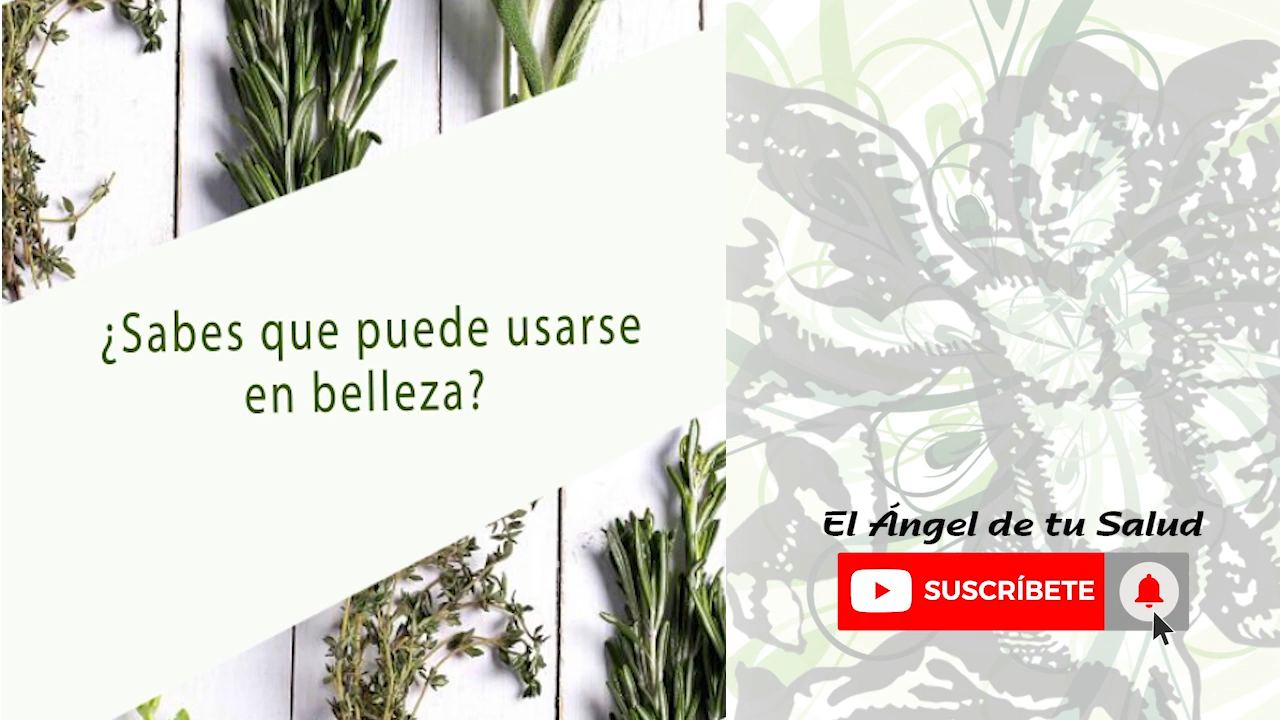 ¿Sabes que puede usarse
en belleza?
El Ángel de tu Salud
SUSCRÍBETE